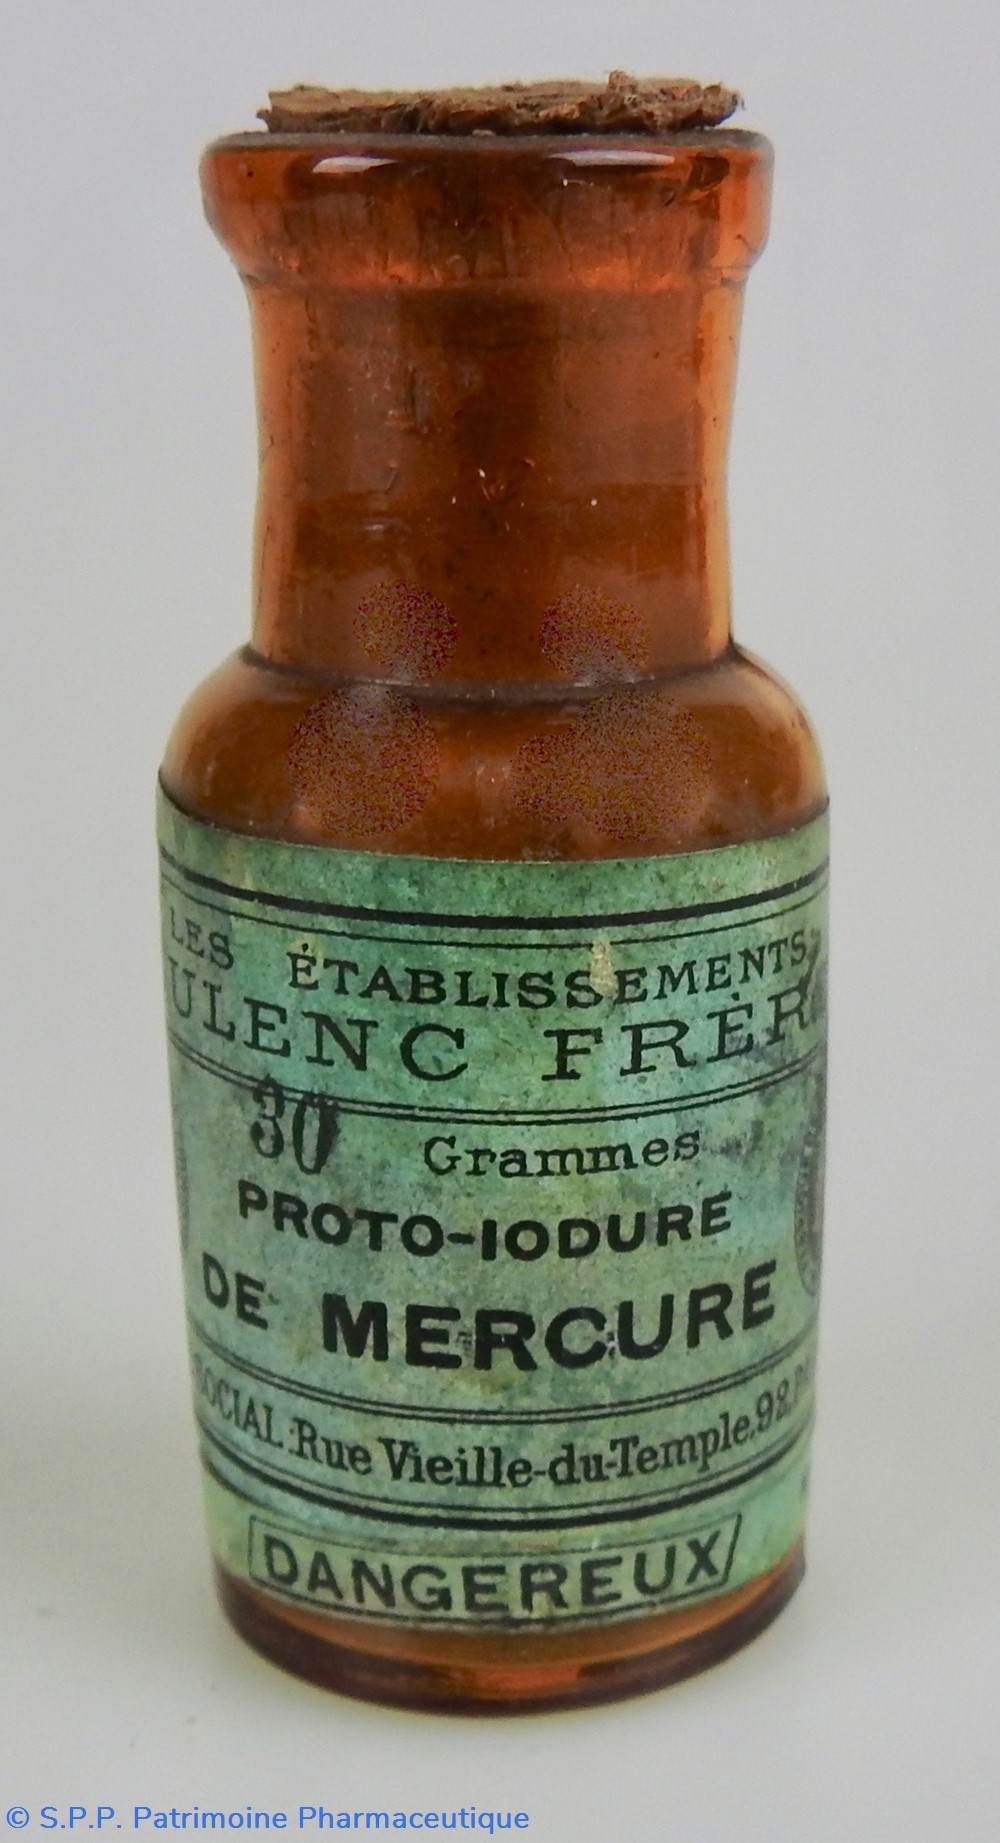 LES ÉTABLISSEMENTS
ULENC FRÈR
30 Grammes
PROTO-IODURE
DE MERCURE
SOCIAL: Rue Vieille-du-Temple, 92,
DANGEREUX
© S.P.P. Patrimoine Pharmaceutique